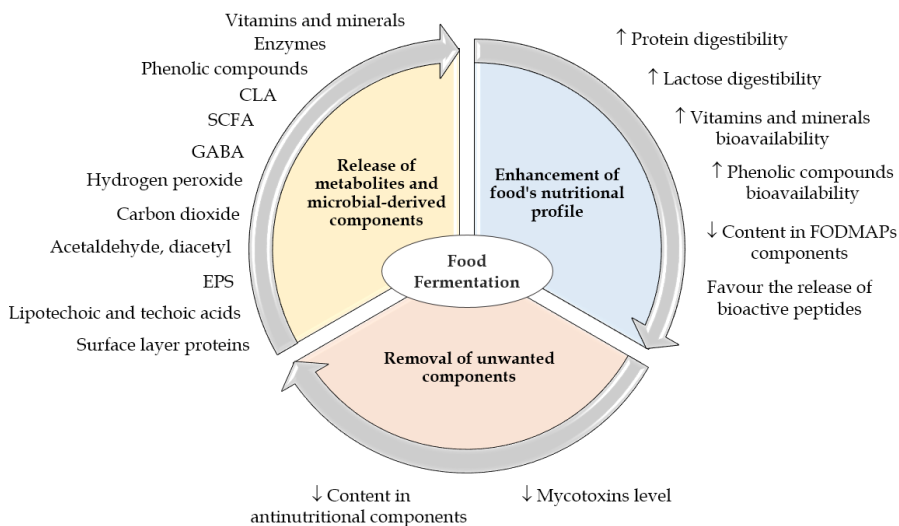 Vitamins and minerals
Enzymes
Phenolic compounds
CLA
SCFA
GABA
Hydrogen peroxide
Carbon dioxide
Acetaldehyde, diacetyl
EPS
Lipotechoic and techoic acids
Surface layer proteins
Release of
metabolites and
microbial-derived
components
Enhancement of
food's nutritional
profile
Food
Fermentation
Removal of unwanted
components
↑ Protein digestibility
↑ Lactose digestibility
↑ Vitamins and minerals
bioavailability
↑ Phenolic compounds
bioavailability
↓ Content in FODMAPs
components
Favour the release of
bioactive peptides
↓ Content in
antinutritional components
↓ Mycotoxins level